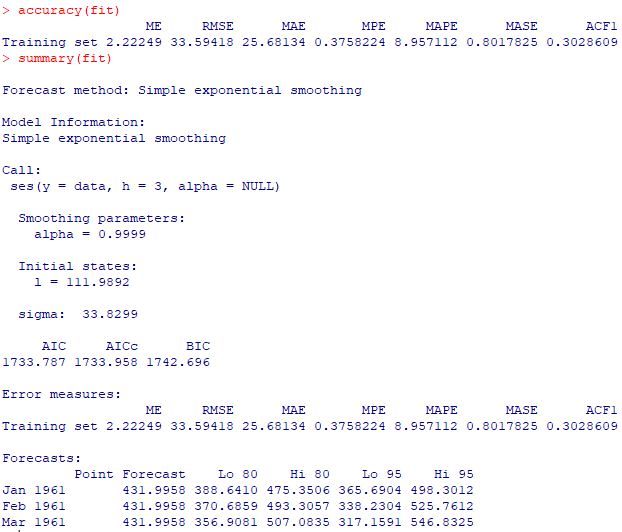 > accuracy(fit)
                  ME     RMSE      MAE       MPE     MAPE      MASE      ACF1
Training set 2.22249 33.59418 25.68134 0.3758224 8.957112 0.8017825 0.3028609
> summary(fit)
Forecast method: Simple exponential smoothing
Model Information:
Simple exponential smoothing
Call:
 ses(y = data, h = 3, alpha = NULL)
  Smoothing parameters:
    alpha = 0.9999
  Initial states:
    l = 111.9892
  sigma:  33.8299
     AIC     AICc      BIC
1733.787 1733.958 1742.696
Error measures:
                  ME     RMSE      MAE       MPE     MAPE      MASE      ACF1
Training set 2.22249 33.59418 25.68134 0.3758224 8.957112 0.8017825 0.3028609
Forecasts:
         Point Forecast    Lo 80    Hi 80    Lo 95    Hi 95
Jan 1961       431.9958 388.6410 475.3506 365.6904 498.3012
Feb 1961       431.9958 370.6859 493.3057 338.2304 525.7612
Mar 1961       431.9958 356.9081 507.0835 317.1591 546.8325